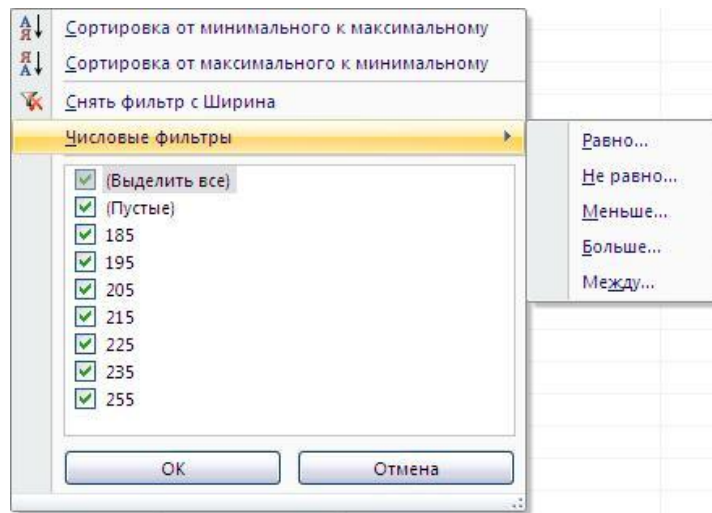 Сортировка от минимального к максимальному
Сортировка от максимального к минимальному
Снять фильтр с Ширина
Числовые фильтры
Равно...
Не равно...
Меньше...
Больше...
Между...
(Выделить все)
(Пустые)
185
195
205
215
225
235
255
ОК
Отмена